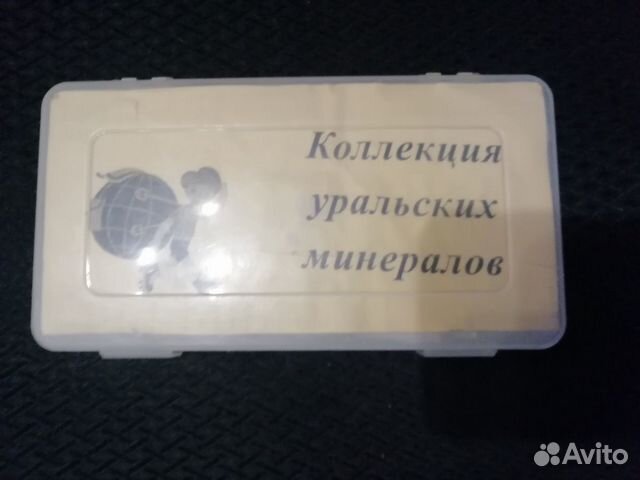 Коллекция
уральских
минералов
Avito